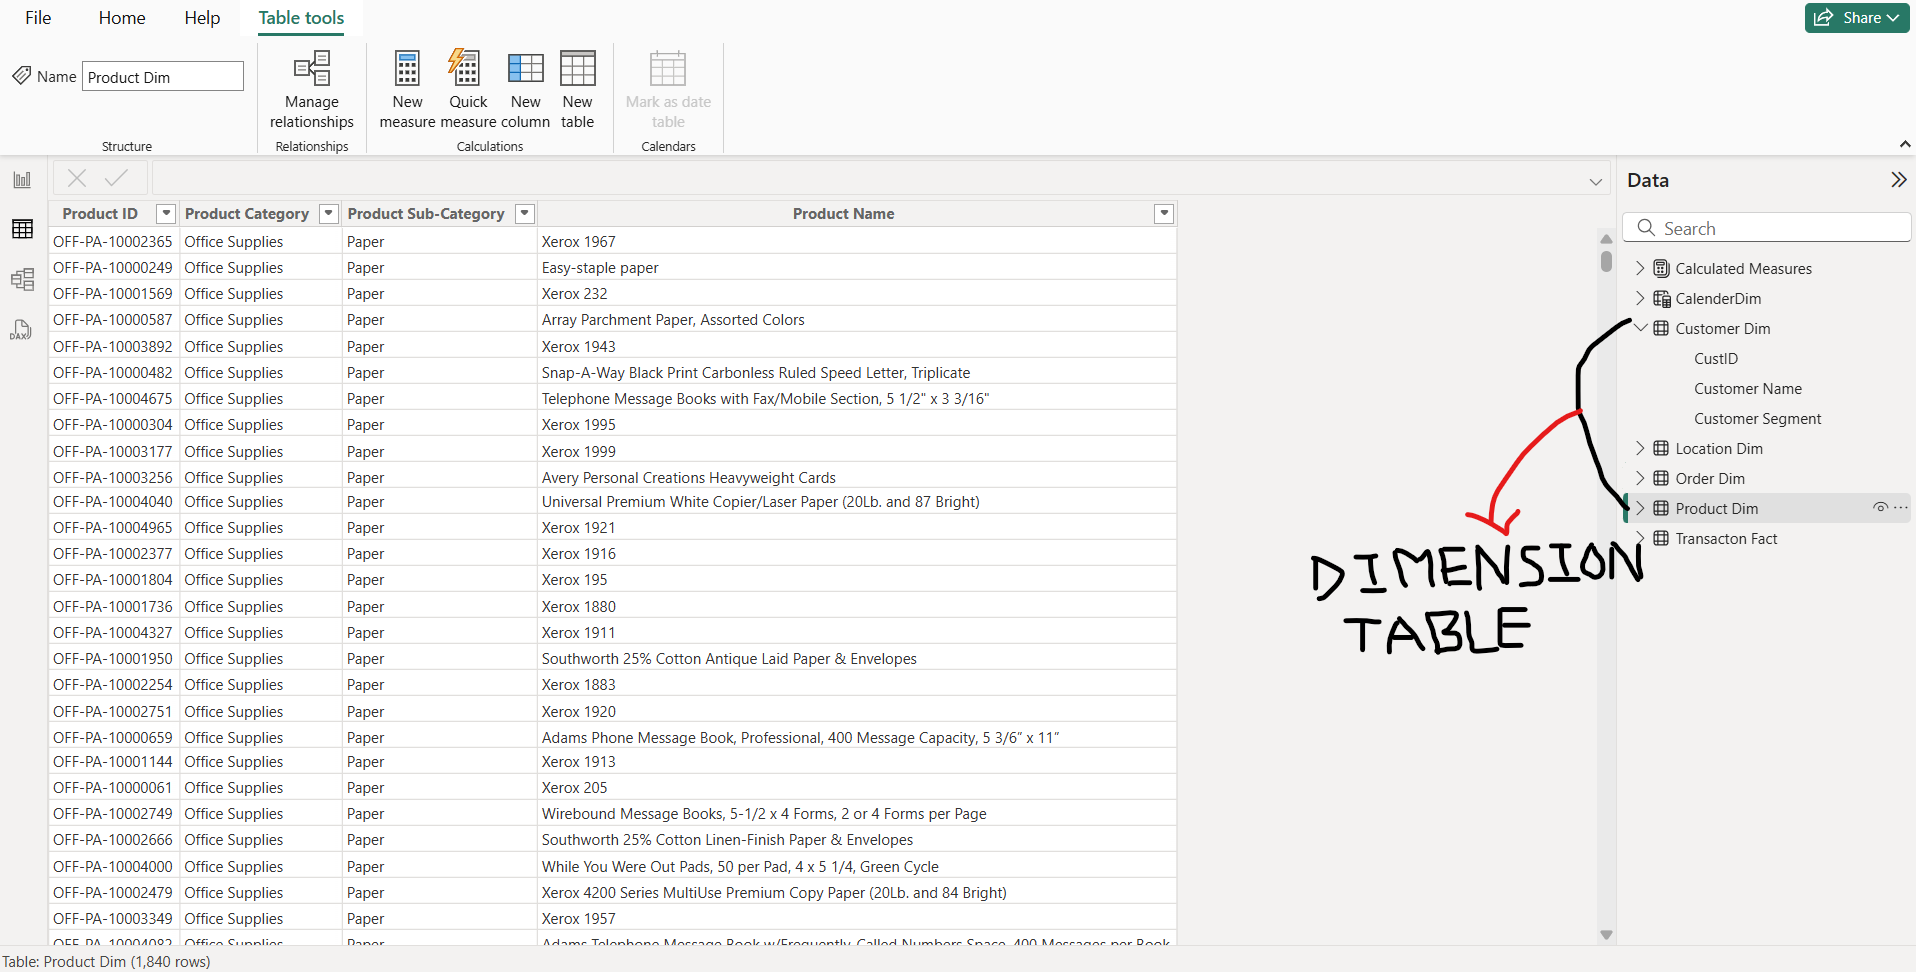 File Home Help Table tools Share
Name Product Dim
Manage relationships
New measure
Quick measure
New column
New table
Mark as date table
Structure Relationships Calculations Calendars
Data
Search
Calculated Measures
CalenderDim
Customer Dim
CustID
Customer Name
Customer Segment
Location Dim
Order Dim
Product Dim
Transacton Fact
DAX
Product ID Product Category Product Sub-Category Product Name
OFF-PA-10002365 Office Supplies Paper Xerox 1967
OFF-PA-10000249 Office Supplies Paper Easy-staple paper
OFF-PA-10001569 Office Supplies Paper Xerox 232
OFF-PA-10000587 Office Supplies Paper Array Parchment Paper, Assorted Colors
OFF-PA-10003892 Office Supplies Paper Xerox 1943
OFF-PA-10000482 Office Supplies Paper Snap-A-Way Black Print Carbonless Ruled Speed Letter, Triplicate
OFF-PA-10004675 Office Supplies Paper Telephone Message Books with Fax/Mobile Section, 5 1/2" x 3 3/16"
OFF-PA-10000304 Office Supplies Paper Xerox 1995
OFF-PA-10003177 Office Supplies Paper Xerox 1999
OFF-PA-10003256 Office Supplies Paper Avery Personal Creations Heavyweight Cards
OFF-PA-10004040 Office Supplies Paper Universal Premium White Copier/Laser Paper (20Lb. and 87 Bright)
OFF-PA-10004965 Office Supplies Paper Xerox 1921
OFF-PA-10002377 Office Supplies Paper Xerox 1916
OFF-PA-10001804 Office Supplies Paper Xerox 195
OFF-PA-10001736 Office Supplies Paper Xerox 1880
OFF-PA-10004327 Office Supplies Paper Xerox 1911
OFF-PA-10001950 Office Supplies Paper Southworth 25% Cotton Antique Laid Paper & Envelopes
OFF-PA-10002254 Office Supplies Paper Xerox 1883
OFF-PA-10002751 Office Supplies Paper Xerox 1920
OFF-PA-10000659 Office Supplies Paper Adams Phone Message Book, Professional, 400 Message Capacity, 5 3/6” x 11”
OFF-PA-10001144 Office Supplies Paper Xerox 1913
OFF-PA-10000061 Office Supplies Paper Xerox 205
OFF-PA-10002749 Office Supplies Paper Wirebound Message Books, 5-1/2 x 4 Forms, 2 or 4 Forms per Page
OFF-PA-10002666 Office Supplies Paper Southworth 25% Cotton Linen-Finish Paper & Envelopes
OFF-PA-10004000 Office Supplies Paper While You Were Out Pads, 50 per Pad, 4 x 5 1/4, Green Cycle
OFF-PA-10002479 Office Supplies Paper Xerox 4200 Series MultiUse Premium Copy Paper (20Lb. and 84 Bright)
OFF-PA-10003349 Office Supplies Paper Xerox 1957
OFF-PA-10004082 Office Supplies Paper Adams Telephone Message Book w/Frequently-Called Numbers Space, 400 Messages per Book
DIMENSION
TABLE
Table: Product Dim (1,840 rows)